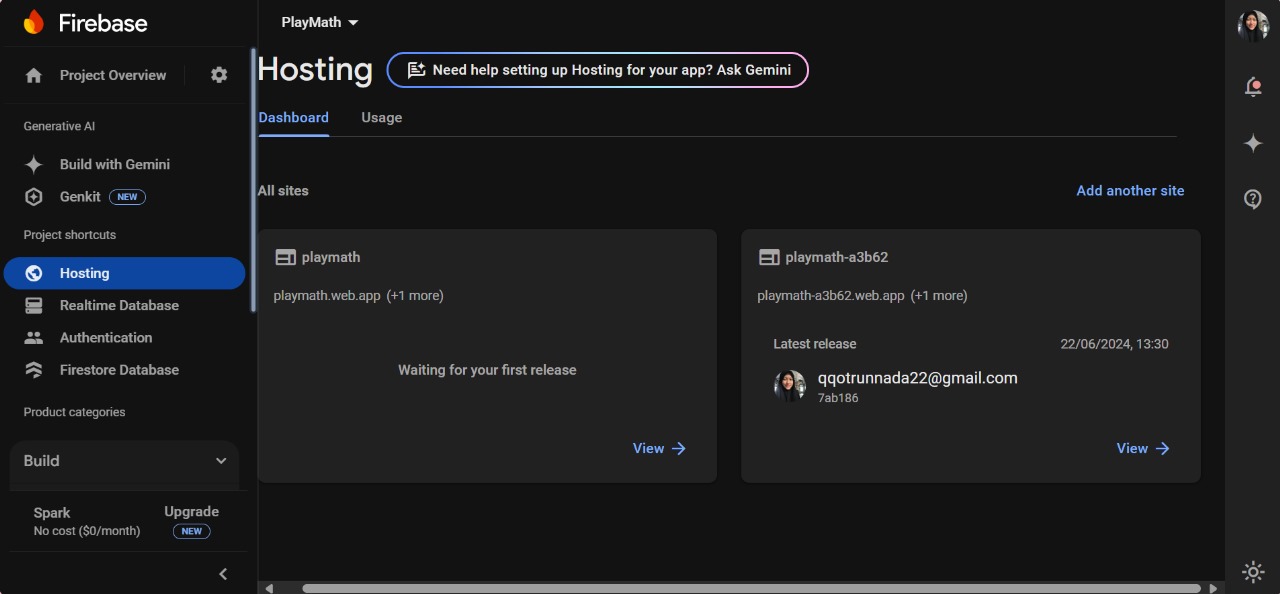 Firebase
Project Overview
Generative AI
Build with Gemini
Genkit NEW
Project shortcuts
Hosting
Realtime Database
Authentication
Firestore Database
Product categories
Build
Spark
No cost ($0/month)
Upgrade
NEW
PlayMath
Hosting
Need help setting up Hosting for your app? Ask Gemini
Dashboard Usage
All sites
Add another site
playmath
playmath.web.app (+1 more)
Waiting for your first release
View
playmath-a3b62
playmath-a3b62.web.app (+1 more)
Latest release 22/06/2024, 13:30
qqotrunnada22@gmail.com
7ab186
View